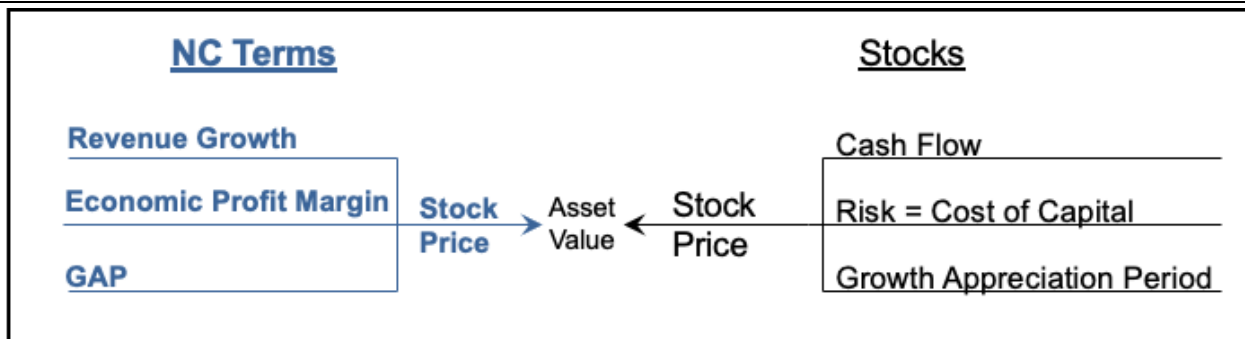 NC Terms
Stocks
Revenue Growth
Economic Profit Margin
GAP
Stock
Price
Asset
Value
Stock
Price
Cash Flow
Risk = Cost of Capital
Growth Appreciation Period